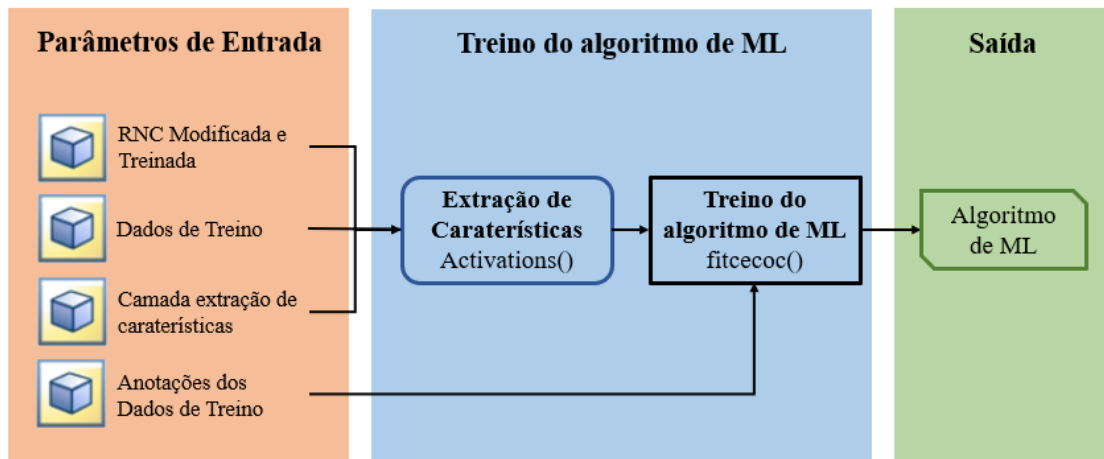 Parâmetros de Entrada
RNC Modificada e
Treinada
Dados de Treino
Camada extração de
caraterísticas
Anotações dos
Dados de Treino
Treino do algoritmo de ML
Extração de
Caraterísticas
Activations()
Treino do
algoritmo de ML
fitcecoc()
Saída
Algoritmo
de ML